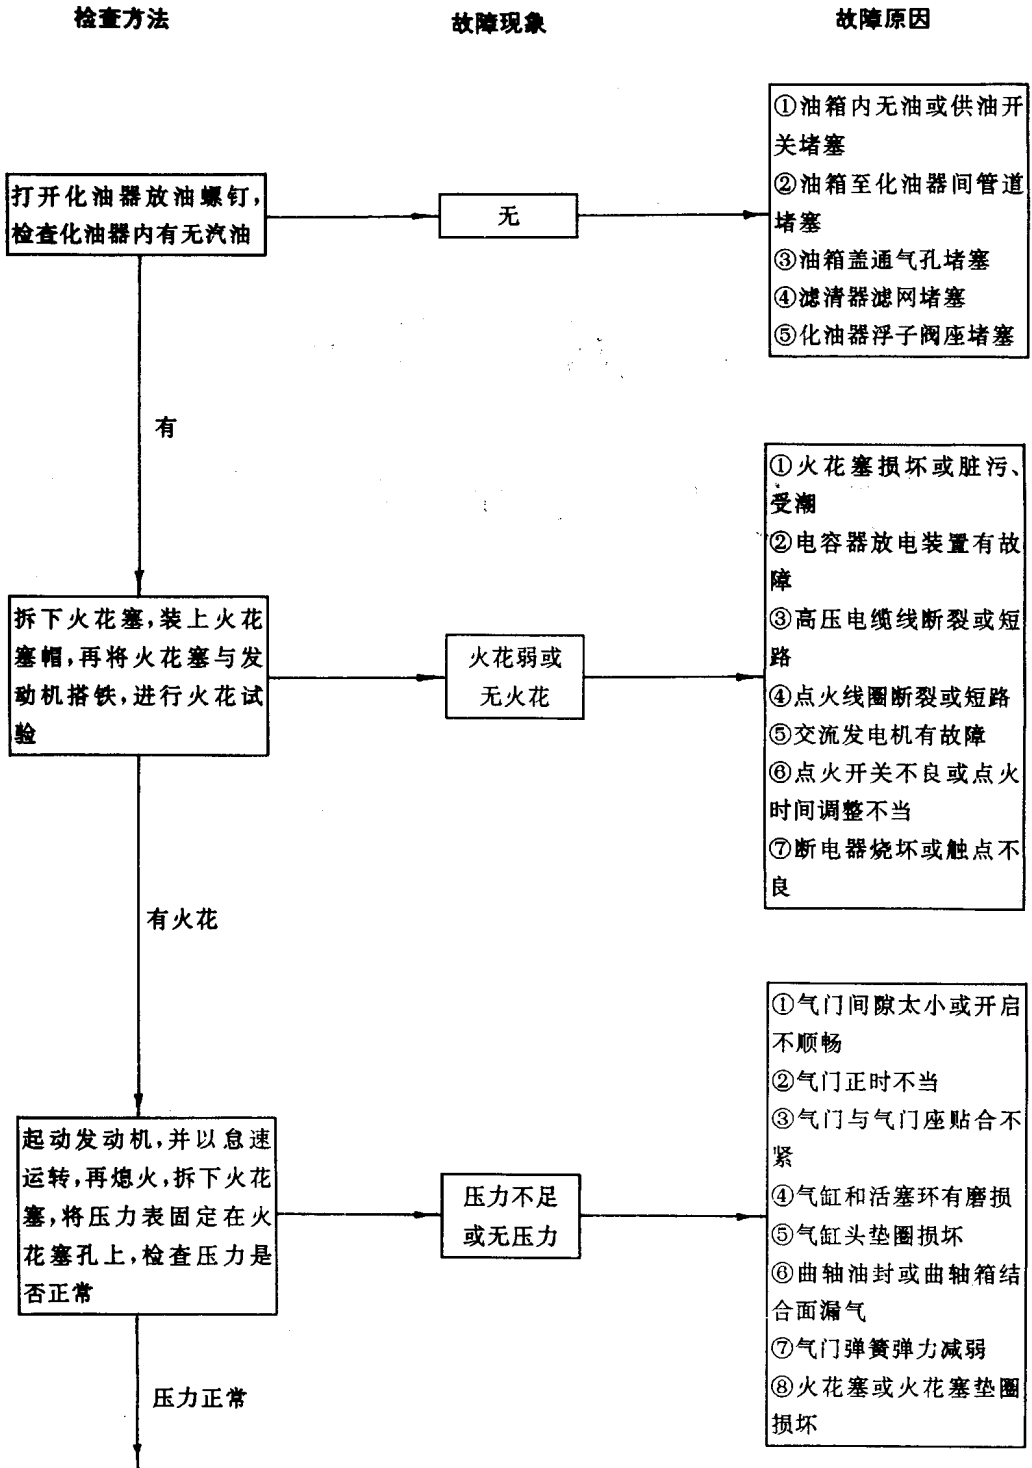 检查方法
故障现象
故障原因
打开化油器放油螺钉，
检查化油器内有无汽油
无
①油箱内无油或供油开
关堵塞
②油箱至化油器间管道
堵塞
③油箱盖通气孔堵塞
④滤清器滤网堵塞
⑤化油器浮子阀座堵塞
有
拆下火花塞，装上火花
塞帽，再将火花塞与发
动机搭铁，进行火花试
验
火花弱或
无火花
①火花塞损坏或脏污、
受潮
②电容器放电装置有故
障
③高压电缆线断裂或短
路
④点火线圈断裂或短路
⑤交流发电机有故障
⑥点火开关不良或点火
时间调整不当
⑦断电器烧坏或触点不
良
有火花
起动发动机，并以怠速
运转，再熄火，拆下火花
塞，将压力表固定在火
花塞孔上，检查压力是
否正常
压力不足
或无压力
①气门间隙太小或开启
不顺畅
②气门正时不当
③气门与气门座贴合不
紧
④气缸和活塞环有磨损
⑤气缸头垫圈损坏
⑥曲轴油封或曲轴箱结
合面漏气
⑦气门弹簧弹力减弱
⑧火花塞或火花塞垫圈
损坏
压力正常